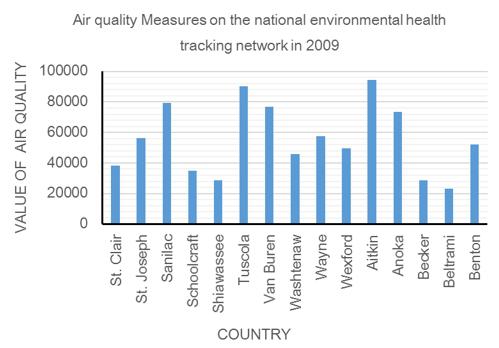 Air quality Measures on the national environmental health
tracking network in 2009
VALUE OF AIR QUALITY
100000
80000
60000
40000
20000
0
St. Clair
St. Joseph
Sanilac
Schoolcraft
Shiawassee
Tuscola
Van Buren
Washtenaw
Wayne
Wexford
Aitkin
Anoka
Becker
Beltrami
Benton
COUNTRY